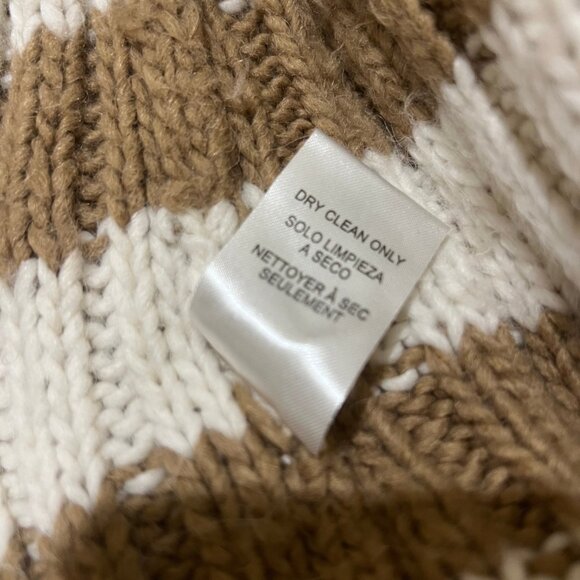 DRY CLEAN ONLY
SOLO LIMPIEZA
A SECO
NETTOYER À SEC
SEULEMENT